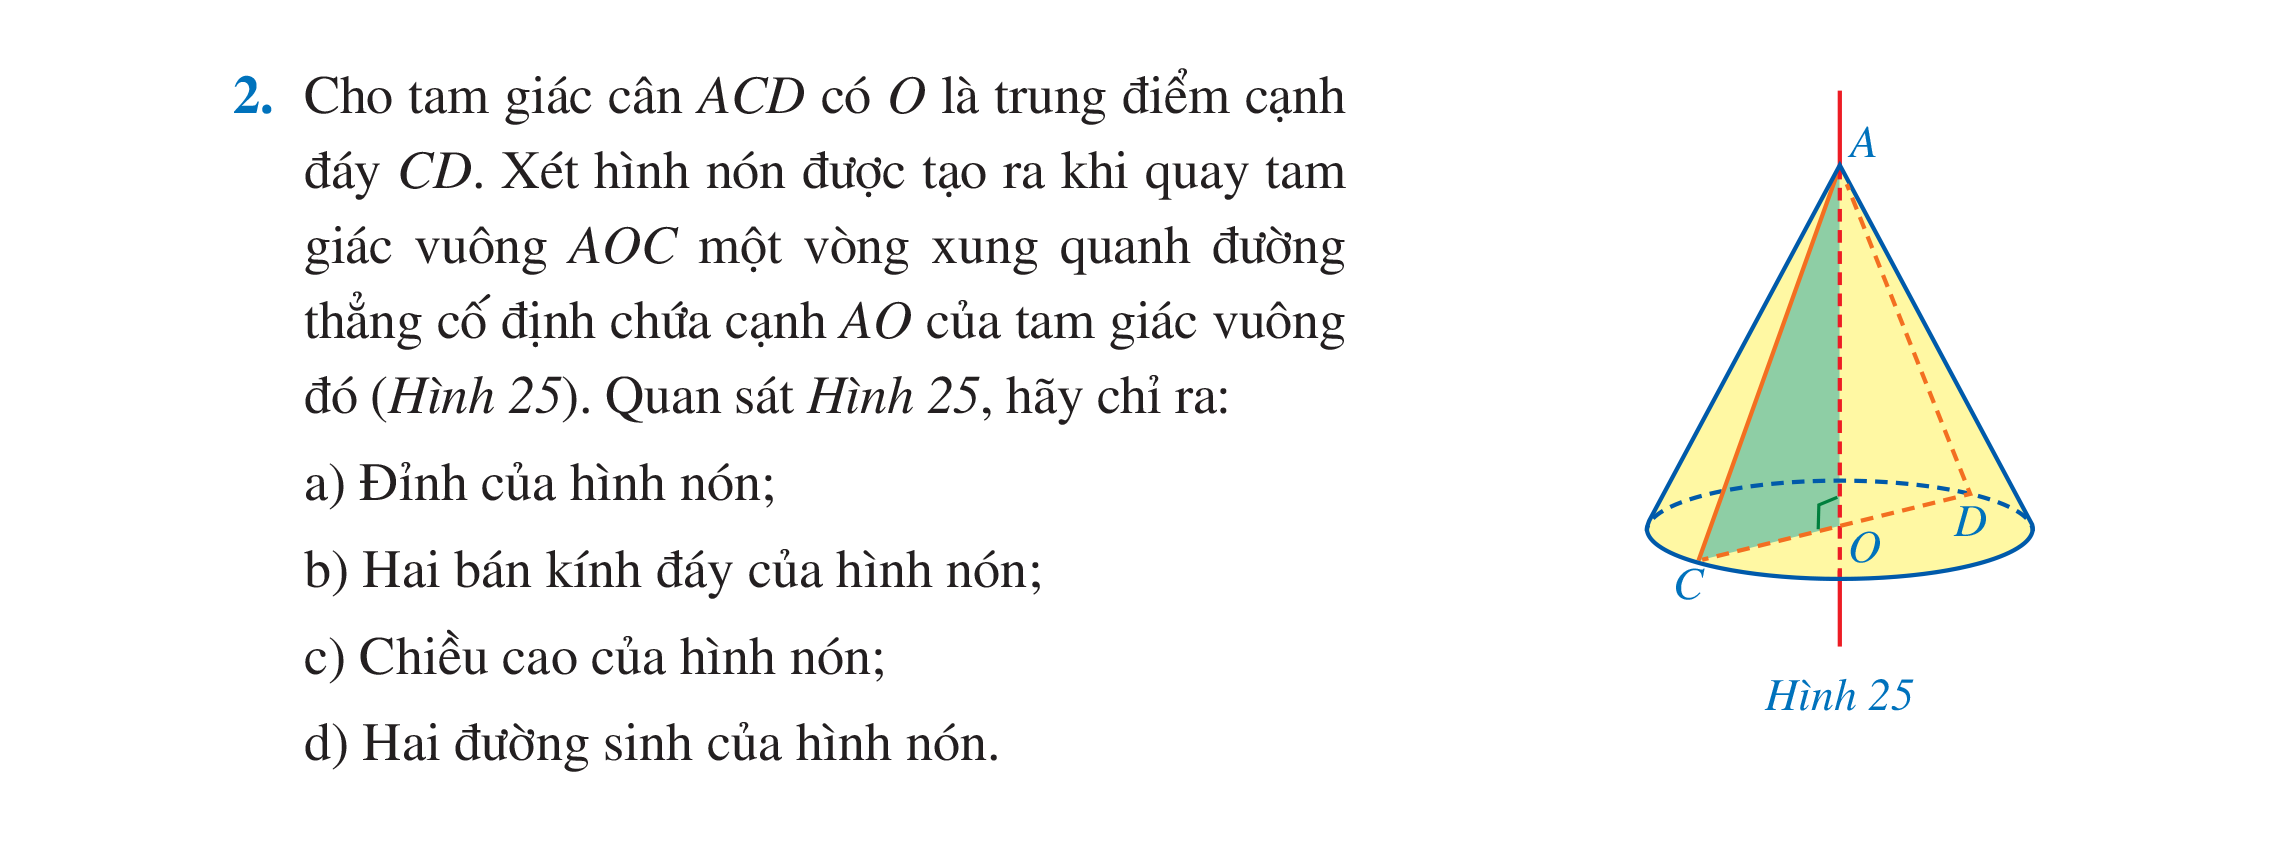 2. Cho tam giác cân ACD có O là trung điểm cạnh
đáy CD. Xét hình nón được tạo ra khi quay tam
giác vuông AOC một vòng xung quanh đường
thẳng cố định chứa cạnh AO của tam giác vuông
đó (Hình 25). Quan sát Hình 25, hãy chỉ ra:
a) Đỉnh của hình nón;
b) Hai bán kính đáy của hình nón;
c) Chiều cao của hình nón;
d) Hai đường sinh của hình nón.
A
D
O
C
Hình 25